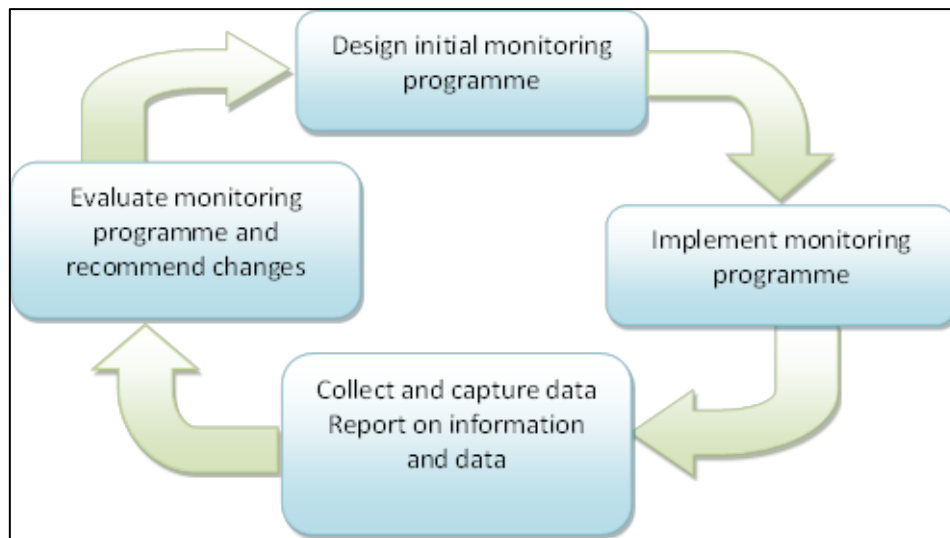 Design initial monitoring
programme
Implement monitoring
programme
Collect and capture data
Report on information
and data
Evaluate monitoring
programme and
recommend changes